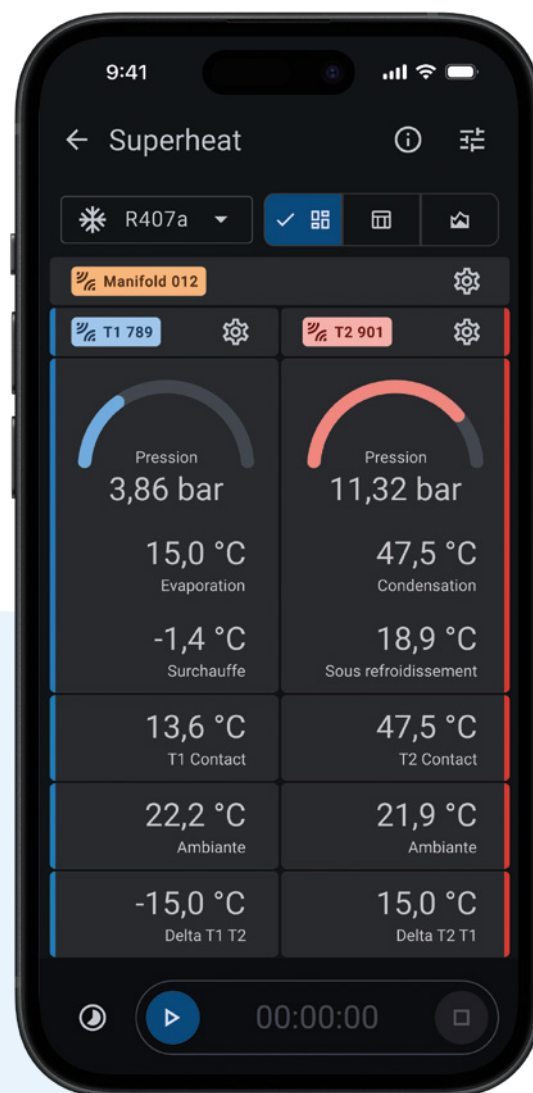 9:41
Superheat
R407a
Manifold 012
T1 789
T2 901
Pression
3,86 bar
Pression
11,32 bar
15,0 °C
Evaporation
47,5 °C
Condensation
-1,4 °C
Surchauffe
18,9 °C
Sous refroidissement
13,6 °C
T1 Contact
47,5 °C
T2 Contact
22,2 °C
Ambiante
21,9 °C
Ambiante
-15,0 °C
Delta T1 T2
15,0 °C
Delta T2 T1
00:00:00